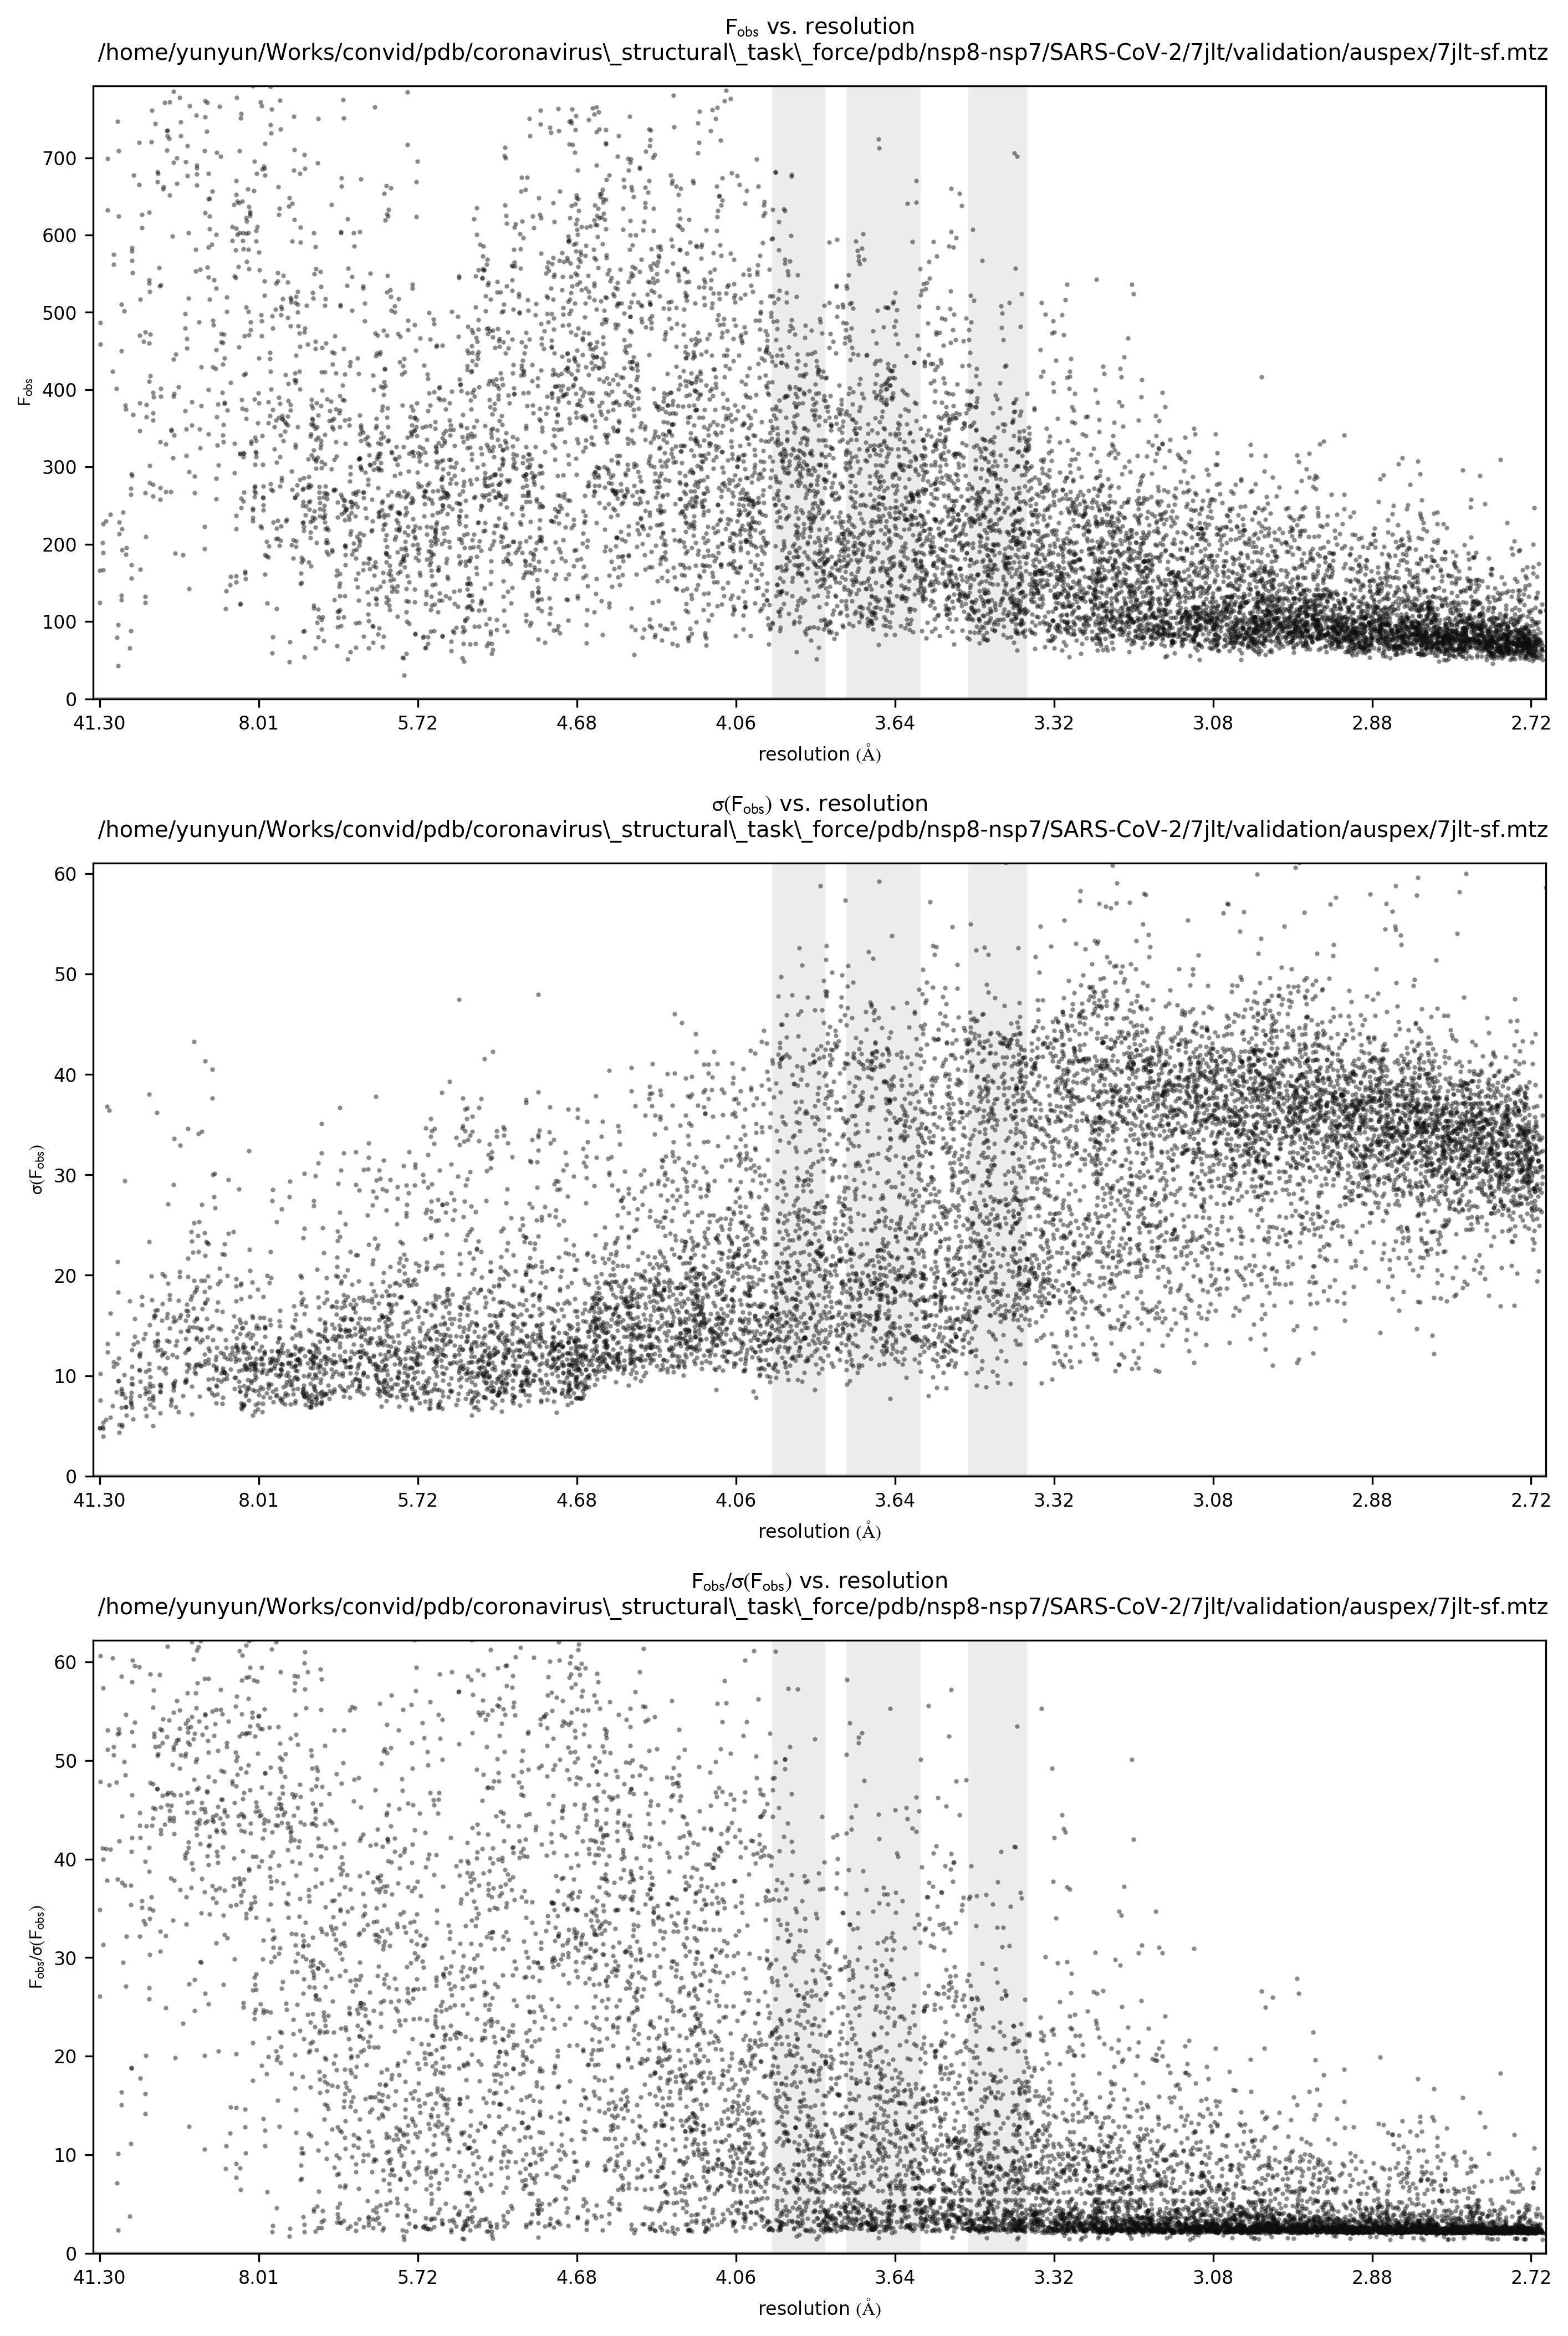 F_obs vs. resolution
/home/yunyun/Works/convid/pdb/coronavirus\_structural\_task\_force/pdb/nsp8-nsp7/SARS-CoV-2/7jlt/validation/auspex/7jlt-sf.mtz
700
600
500
400
300
200
100
0
F_obs
41.30 8.01 5.72 4.68 4.06 3.64 3.32 3.08 2.88 2.72
resolution (Å)
σ(F_obs) vs. resolution
/home/yunyun/Works/convid/pdb/coronavirus\_structural\_task\_force/pdb/nsp8-nsp7/SARS-CoV-2/7jlt/validation/auspex/7jlt-sf.mtz
60
50
40
30
20
10
0
σ(F_obs)
41.30 8.01 5.72 4.68 4.06 3.64 3.32 3.08 2.88 2.72
resolution (Å)
F_obs/σ(F_obs) vs. resolution
/home/yunyun/Works/convid/pdb/coronavirus\_structural\_task\_force/pdb/nsp8-nsp7/SARS-CoV-2/7jlt/validation/auspex/7jlt-sf.mtz
60
50
40
30
20
10
0
F_obs/σ(F_obs)
41.30 8.01 5.72 4.68 4.06 3.64 3.32 3.08 2.88 2.72
resolution (Å)